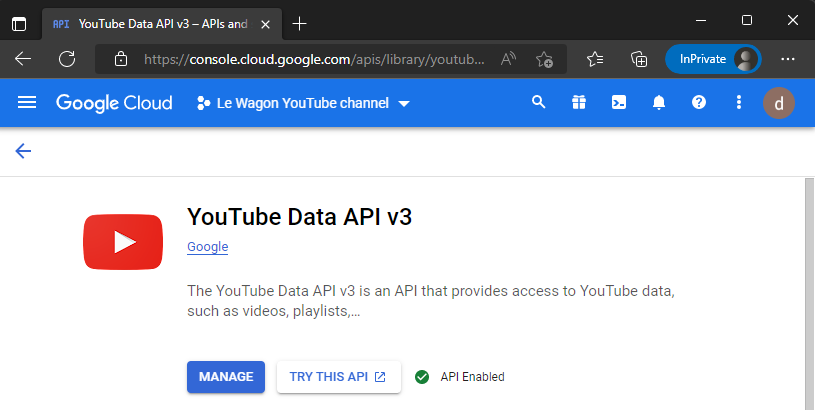 API YouTube Data API v3 – APIs and
https://console.cloud.google.com/apis/library/youtub...
InPrivate
Google Cloud
Le Wagon YouTube channel
d
YouTube Data API v3
Google
The YouTube Data API v3 is an API that provides access to YouTube data,
such as videos, playlists,...
MANAGE
TRY THIS API
API Enabled